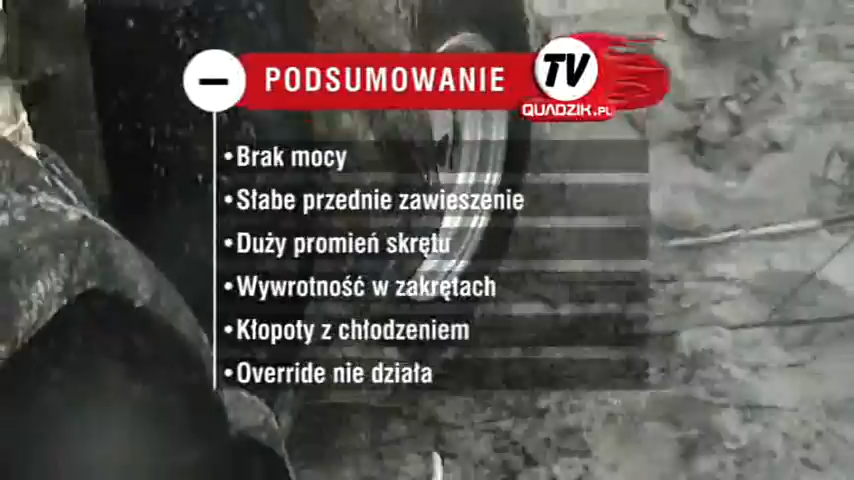 PODSUMOWANIE
TV
QUADZIK.PL
• Brak mocy
• Słabe przednie zawieszenie
• Duży promień skrętu
• Wywrotność w zakrętach
• Kłopoty z chłodzeniem
• Override nie działa